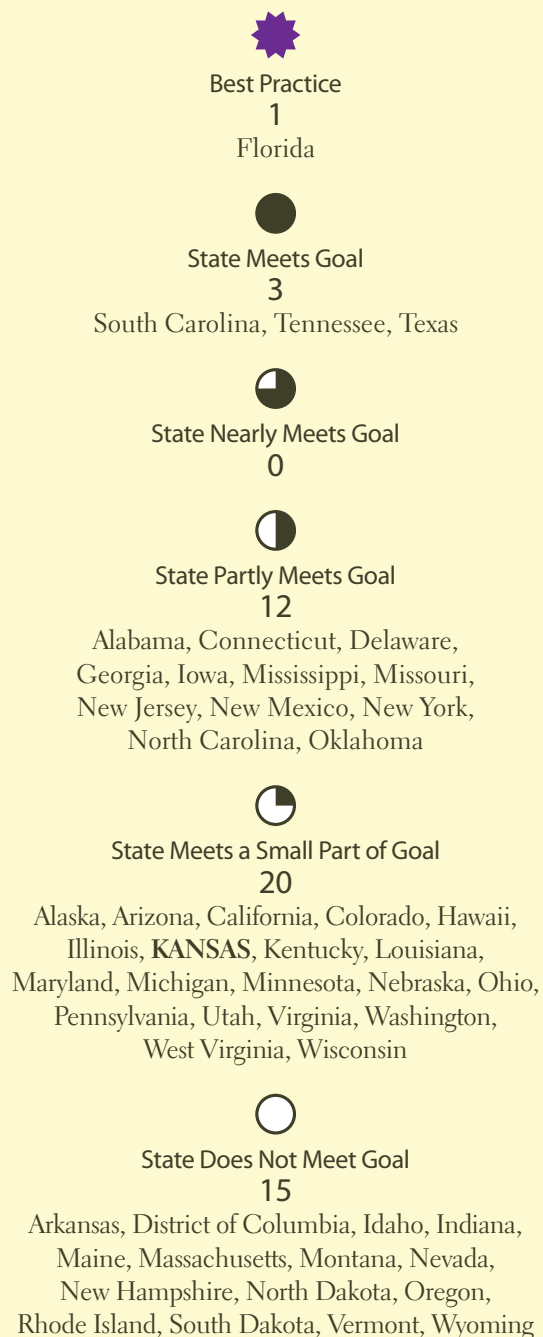 Best Practice
1
Florida
State Meets Goal
3
South Carolina, Tennessee, Texas
State Nearly Meets Goal
0
State Partly Meets Goal
12
Alabama, Connecticut, Delaware,
Georgia, Iowa, Mississippi, Missouri,
New Jersey, New Mexico, New York,
North Carolina, Oklahoma
State Meets a Small Part of Goal
20
Alaska, Arizona, California, Colorado, Hawaii,
Illinois, KANSAS, Kentucky, Louisiana,
Maryland, Michigan, Minnesota, Nebraska, Ohio,
Pennsylvania, Utah, Virginia, Washington,
West Virginia, Wisconsin
State Does Not Meet Goal
15
Arkansas, District of Columbia, Idaho, Indiana,
Maine, Massachusetts, Montana, Nevada,
New Hampshire, North Dakota, Oregon,
Rhode Island, South Dakota, Vermont, Wyoming